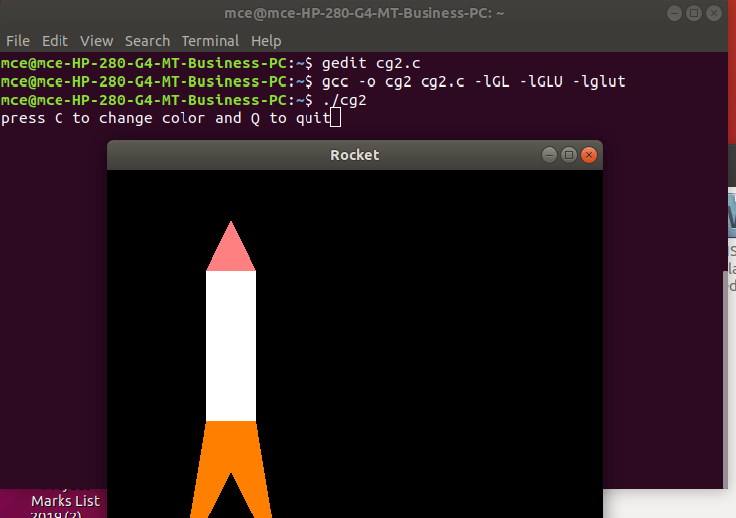 mce@mce-HP-280-G4-MT-Business-PC: ~
File Edit View Search Terminal Help
mce@mce-HP-280-G4-MT-Business-PC:~$ gedit cg2.c
mce@mce-HP-280-G4-MT-Business-PC:~$ gcc -o cg2 cg2.c -lGL -lGLU -lglut
mce@mce-HP-280-G4-MT-Business-PC:~$ ./cg2
press C to change color and Q to quit
Rocket
Marks List
2019 (2)